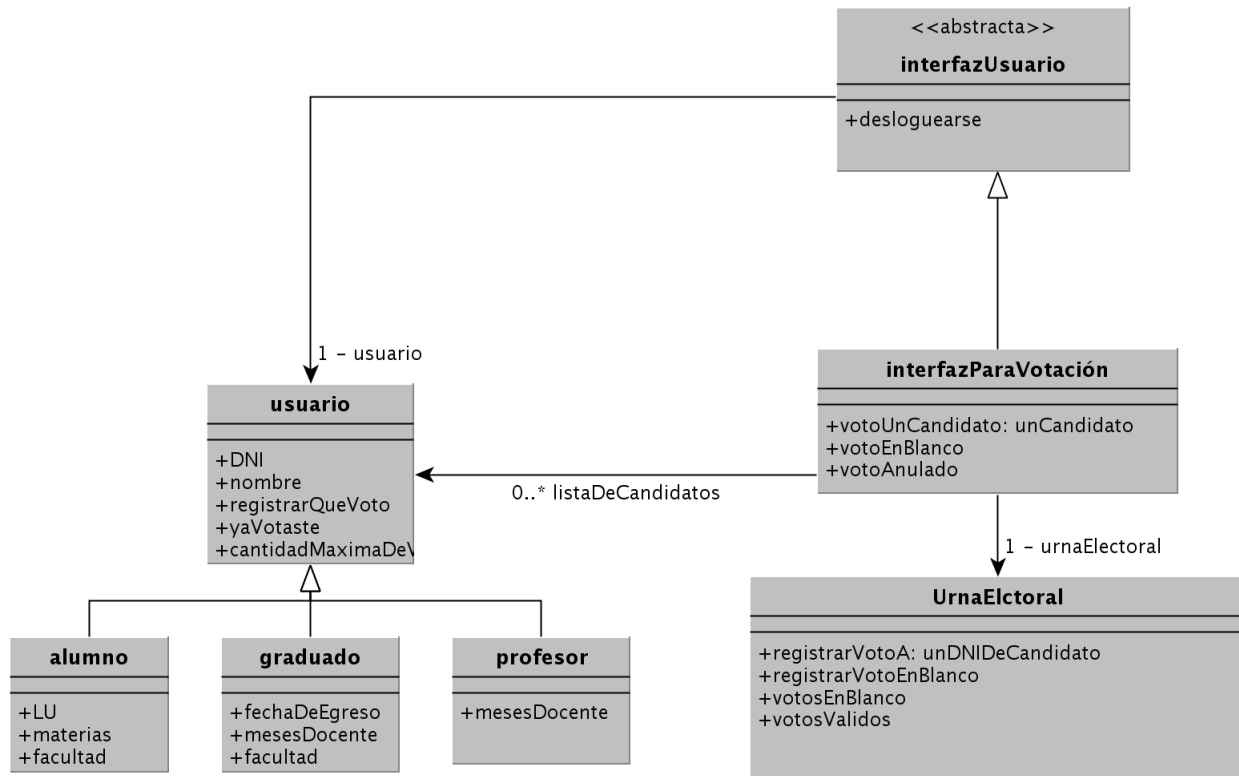 <<abstracta>>
interfazUsuario
+desloguearse
1 - usuario
usuario
+DNI
+nombre
+registrarQueVoto
+yaVotaste
+cantidadMaximaDeV
interfazParaVotación
+votoUnCandidato: unCandidato
+votoEnBlanco
+votoAnulado
0..* listaDeCandidatos
1 - urnaElectoral
UrnaElctoral
+registrarVotoA: unDNIDeCandidato
+registrarVotoEnBlanco
+votosEnBlanco
+votosValidos
alumno
+LU
+materias
+facultad
graduado
+fechaDeEgreso
+mesesDocente
+facultad
profesor
+mesesDocente